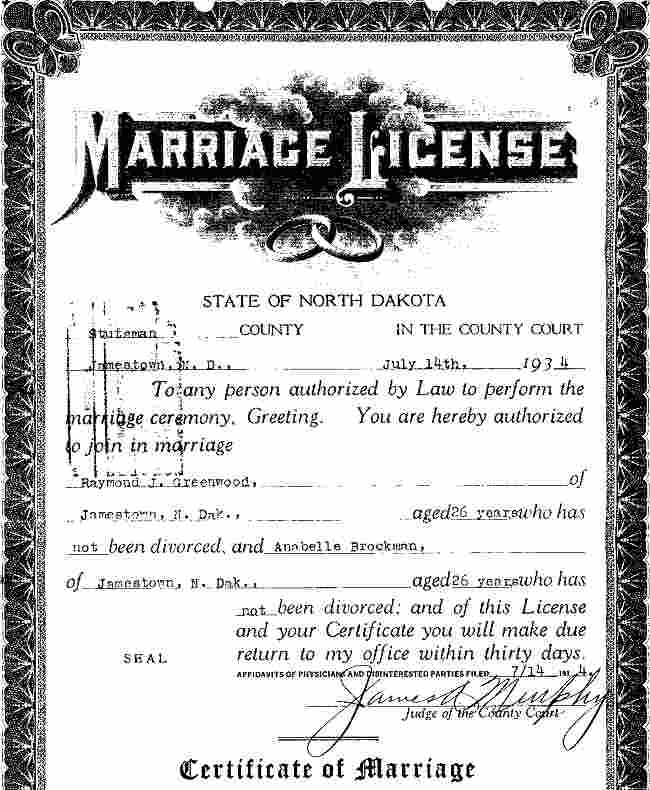 MARRIAGE LICENSE
STATE OF NORTH DAKOTA
Stutsman COUNTY IN THE COUNTY COURT
Jamestown, N. D., July 14th, 1934
To any person authorized by Law to perform the
marriage ceremony, Greeting. You are hereby authorized
to join in marriage
Raymond J. Greenwood, of
Jamestown, N. Dak., aged 26 years who has
not been divorced, and Anabelle Brockman,
of Jamestown, N. Dak., aged 26 years who has
not been divorced; and of this License
and your Certificate you will make due
SEAL return to my office within thirty days.
AFFIDAVITS OF PHYSICIAN AND DISINTERESTED PARTIES FILED 7/14 1934
James A Murphy
Judge of the County Court
Certificate of Marriage